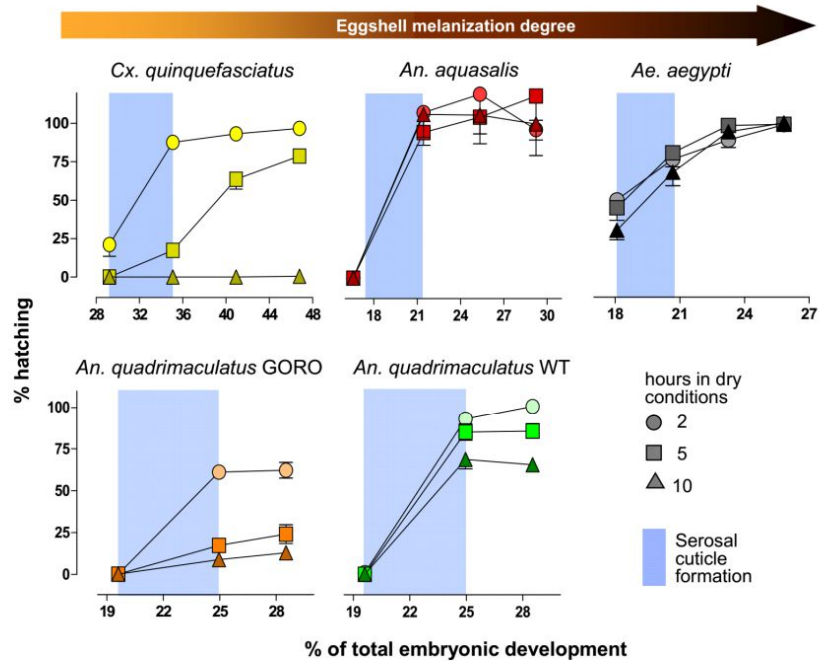 Eggshell melanization degree
Cx. quinquefasciatus
An. aquasalis
Ae. aegypti
100
75
50
25
0
28 32 36 40 44 48
18 21 24 27 30
18 21 24 27
% hatching
An. quadrimaculatus GORO
An. quadrimaculatus WT
100
75
50
25
0
19 22 25 28
19 22 25 28
hours in dry
conditions
2
5
10
Serosal
cuticle
formation
% of total embryonic development